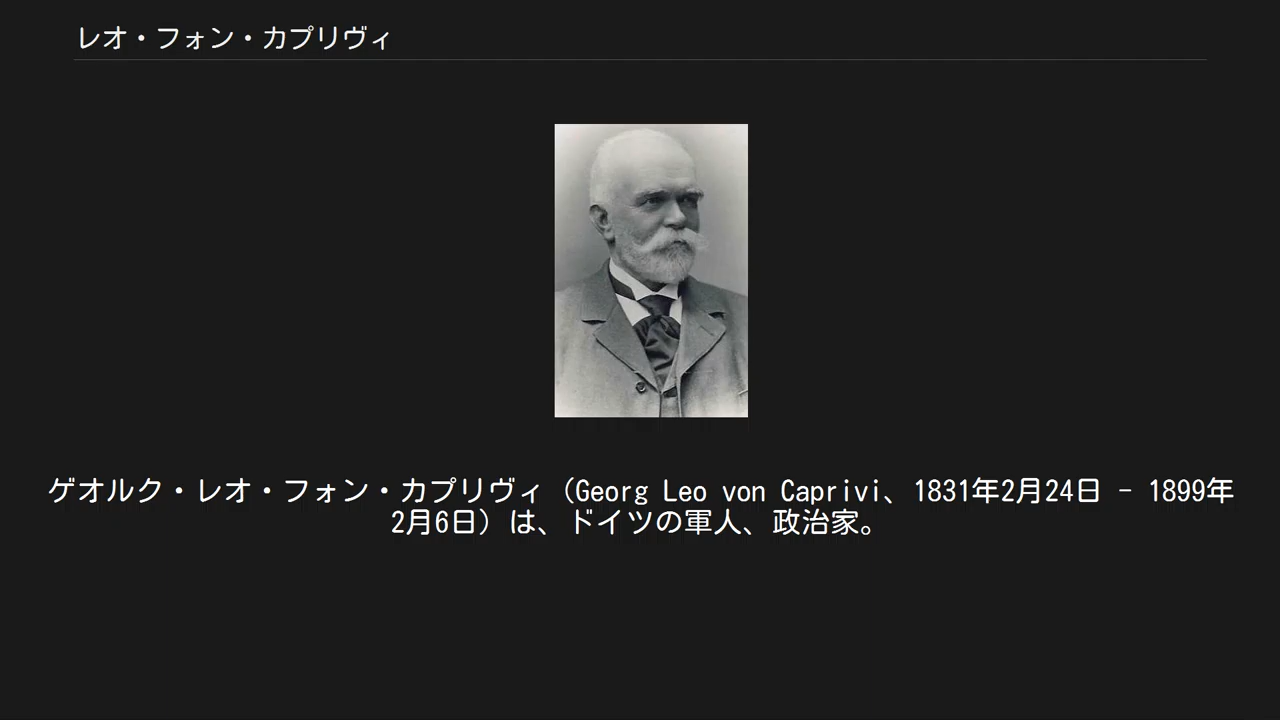 レオ・フォン・カプリヴィ
ゲオルク・レオ・フォン・カプリヴィ（Georg Leo von Caprivi、1831年2月24日 - 1899年
2月6日）は、ドイツの軍人、政治家。